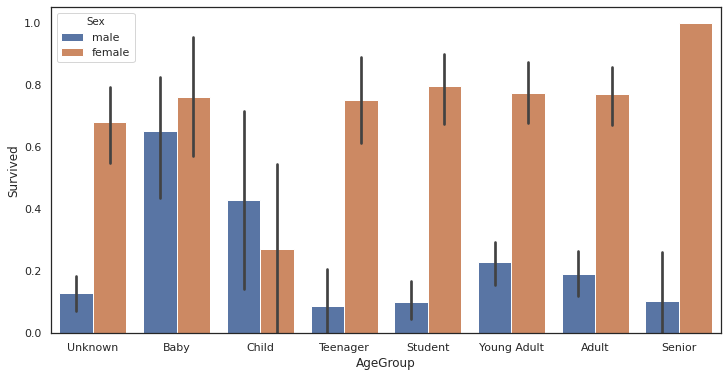 Sex
male
female
1.0
0.8
0.6
0.4
0.2
0.0
Survived
Unknown
Baby
Child
Teenager
Student
Young Adult
Adult
Senior
AgeGroup